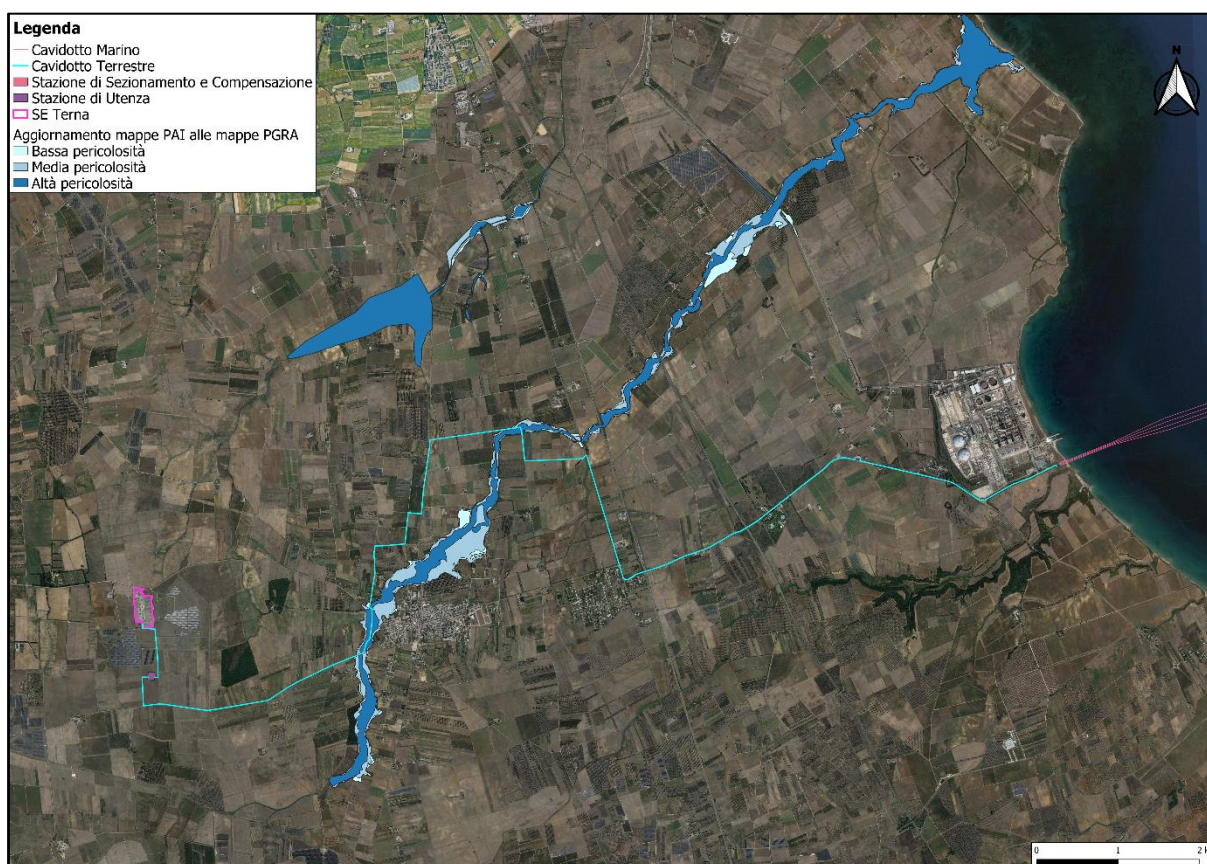 Legenda
Cavidotto Marino
Cavidotto Terrestre
Stazione di Sezionamento e Compensazione
Stazione di Utenza
SE Terna
Aggiornamento mappe PAI alle mappe PGRA
Bassa pericolosità
Media pericolosità
Altà pericolosità
N
0 1 2 k